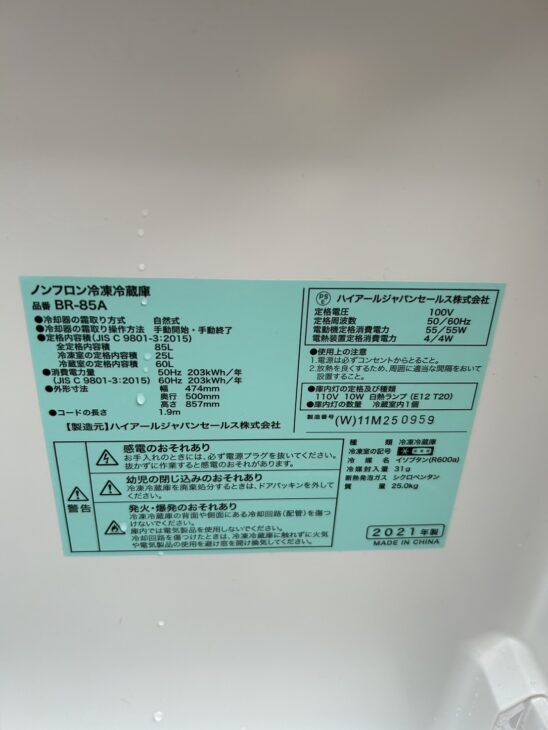 ノンフロン冷凍冷蔵庫
品番 BR-85A
●冷却器の霜取り方式 自然式
●冷却器の霜取り操作方法 手動開始・手動終了
●定格内容積(JIS C 9801-3:2015)
全定格内容積 85L
冷凍室の定格内容積 25L
冷蔵室の定格内容積 60L
●消費電力量 50Hz 203kWh/年
(JIS C 9801-3:2015) 60Hz 203kWh/年
●外形寸法 幅 474mm
奥行 500mm
高さ 857mm
●コードの長さ 1.9m
【製造元】ハイアールジャパンセールス株式会社
PS E ハイアールジャパンセールス株式会社
定格電圧 100V
定格周波数 50/60Hz
電動機定格消費電力 55/55W
電熱装置定格消費電力 4/4W
●使用上の注意
1.電源は必ずコンセントからとること。
2.放熱を良くするため、周囲に適当な間隔をおいて
設置すること。
●庫内灯の定格及び種類
110V 10W 白熱ランプ(E12 T20)
●庫内灯の数量 冷蔵室内1個
製造番号 (W)11M250959
種類 冷凍冷蔵庫
冷凍室の記号
冷媒 イソブタン(R600a)
冷媒封入量 31g
断熱発泡ガス シクロペンタン
質量 25.0kg
2021年製
MADE IN CHINA
警告
感電のおそれあり
お手入れのときには、必ず電源プラグを抜いてください。
抜かずに作業すると感電のおそれあり。
幼児の閉じ込めのおそれあり
冷凍冷蔵庫を廃棄処分するときは、ドアパッキンを外して
ください。
発火・爆発のおそれあり
冷凍冷蔵庫の背面や側面にある冷却回路(配管)を傷つ
けないでください。
庫内では電気製品を使用しないでください。
冷却回路を傷つけたときは、冷凍冷蔵庫に触れずに火気
や電気製品の使用を避け窓を開け換気してください。